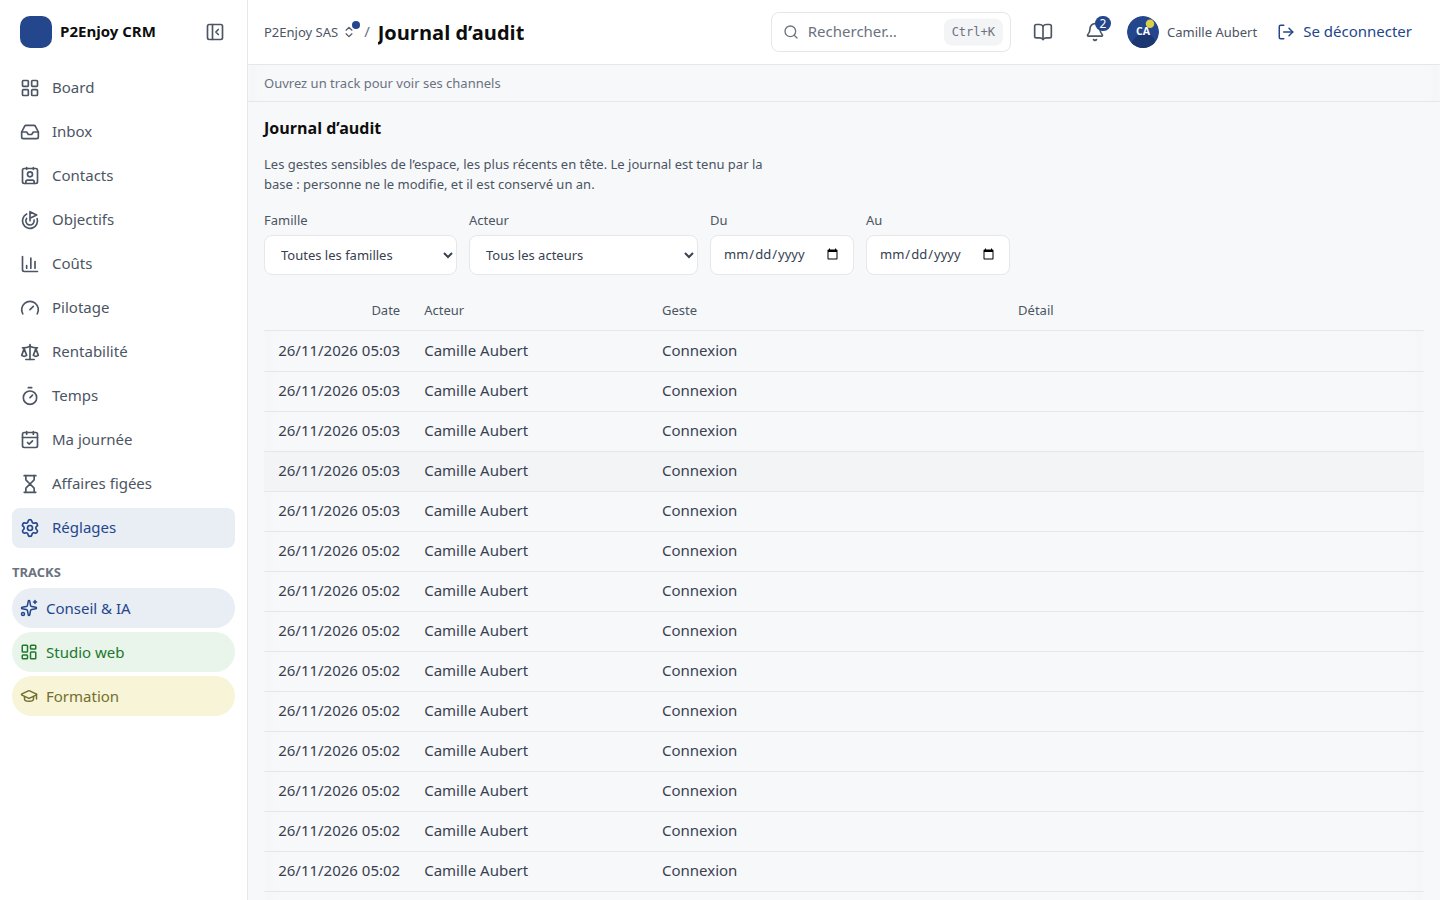 P2Enjoy CRM
Board
Inbox
Contacts
Objectifs
Coûts
Pilotage
Rentabilité
Temps
Ma journée
Affaires figées
Réglages
TRACKS
Conseil & IA
Studio web
Formation
P2Enjoy SAS / Journal d’audit
Rechercher... Ctrl+K
2
CA Camille Aubert
Se déconnecter
Ouvrez un track pour voir ses channels
Journal d’audit
Les gestes sensibles de l’espace, les plus récents en tête. Le journal est tenu par la
base : personne ne le modifie, et il est conservé un an.
Famille Acteur Du Au
Toutes les familles Tous les acteurs mm/dd/yyyy mm/dd/yyyy
Date Acteur Geste Détail
26/11/2026 05:03 Camille Aubert Connexion
26/11/2026 05:03 Camille Aubert Connexion
26/11/2026 05:03 Camille Aubert Connexion
26/11/2026 05:03 Camille Aubert Connexion
26/11/2026 05:03 Camille Aubert Connexion
26/11/2026 05:02 Camille Aubert Connexion
26/11/2026 05:02 Camille Aubert Connexion
26/11/2026 05:02 Camille Aubert Connexion
26/11/2026 05:02 Camille Aubert Connexion
26/11/2026 05:02 Camille Aubert Connexion
26/11/2026 05:02 Camille Aubert Connexion
26/11/2026 05:02 Camille Aubert Connexion
26/11/2026 05:02 Camille Aubert Connexion
26/11/2026 05:02 Camille Aubert Connexion